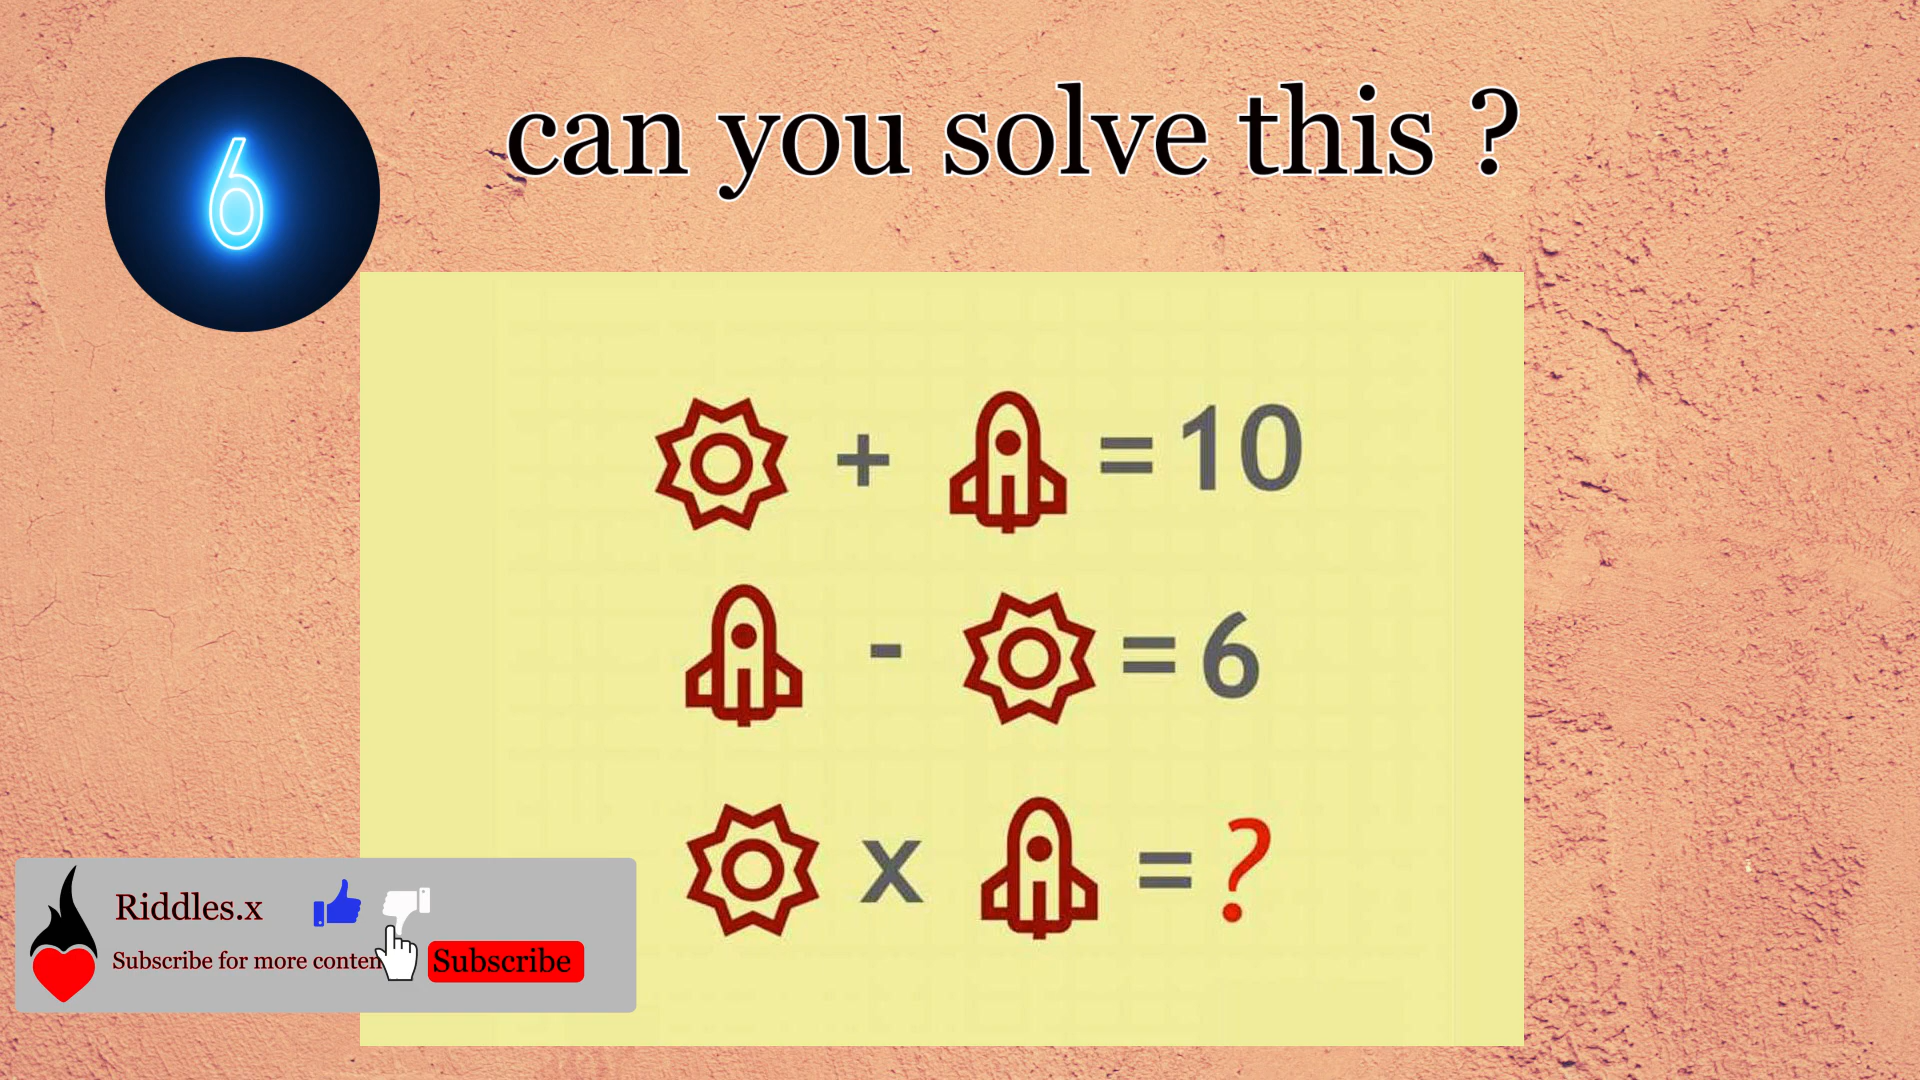 6
can you solve this ?
+ = 10
- = 6
x = ?
Riddles.x
Subscribe for more conten
Subscribe